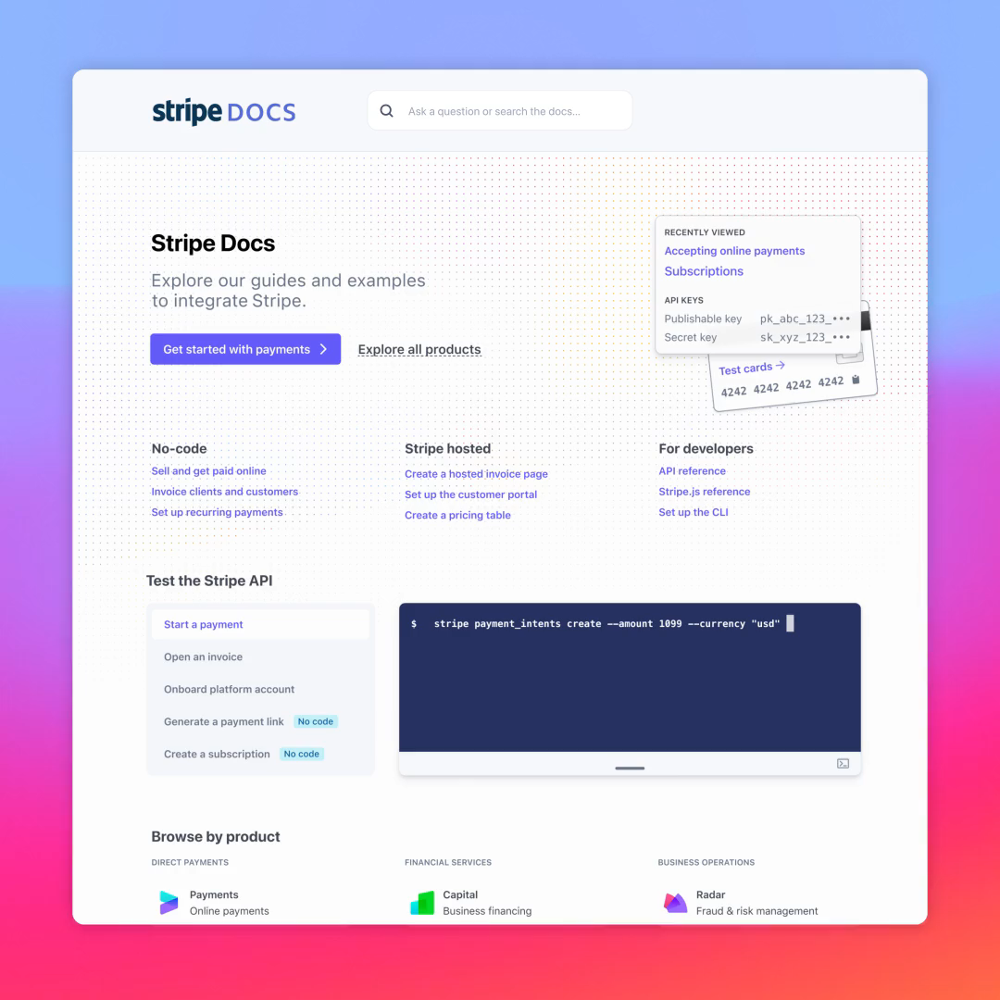 stripe DOCS
Ask a question or search the docs...
Stripe Docs
Explore our guides and examples
to integrate Stripe.
Get started with payments
Explore all products
RECENTLY VIEWED
Accepting online payments
Subscriptions
API KEYS
Publishable key pk_abc_123_•••
Secret key sk_xyz_123_•••
Test cards →
4242 4242 4242 4242
No-code
Sell and get paid online
Invoice clients and customers
Set up recurring payments
Stripe hosted
Create a hosted invoice page
Set up the customer portal
Create a pricing table
For developers
API reference
Stripe.js reference
Set up the CLI
Test the Stripe API
Start a payment
Open an invoice
Onboard platform account
Generate a payment link No code
Create a subscription No code
$ stripe payment_intents create --amount 1099 --currency "usd"
Browse by product
DIRECT PAYMENTS
Payments
Online payments
FINANCIAL SERVICES
Capital
Business financing
BUSINESS OPERATIONS
Radar
Fraud & risk management